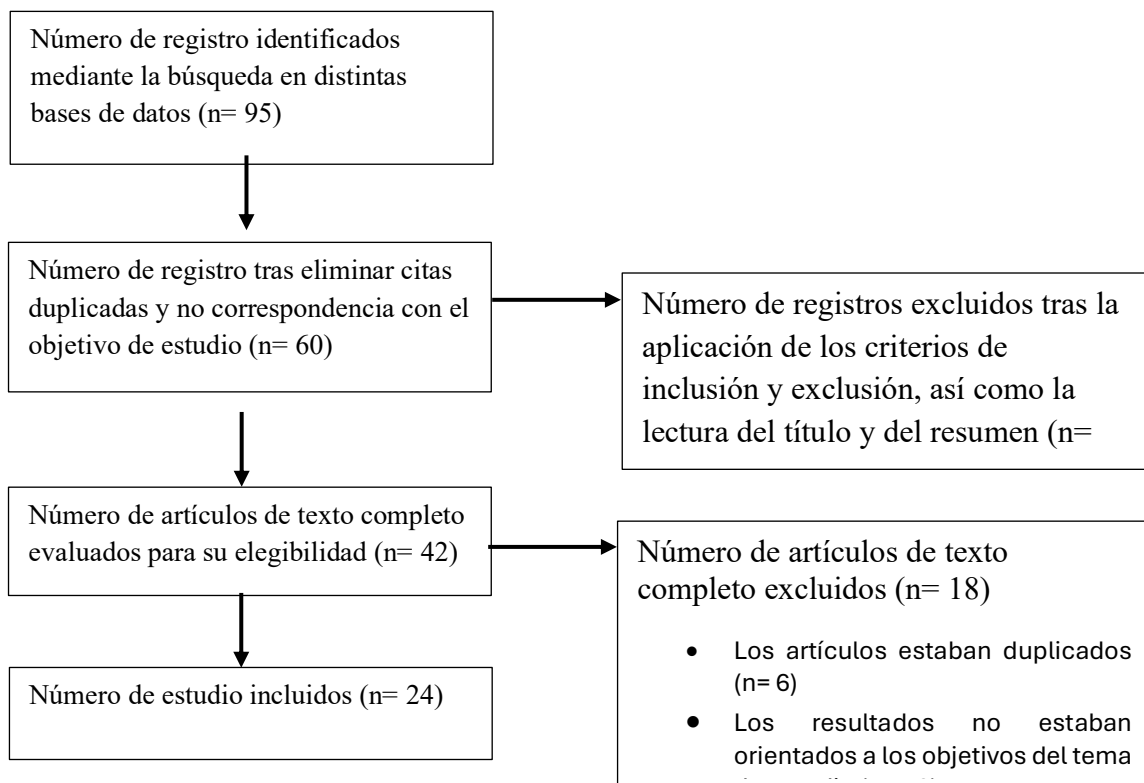 Número de registro identificados
mediante la búsqueda en distintas
bases de datos (n= 95)
Número de registro tras eliminar citas
duplicadas y no correspondencia con el
objetivo de estudio (n= 60)
Número de registros excluidos tras la
aplicación de los criterios de
inclusión y exclusión, así como la
lectura del título y del resumen (n=
Número de artículos de texto completo
evaluados para su elegibilidad (n= 42)
Número de artículos de texto
completo excluidos (n= 18)
• Los artículos estaban duplicados
(n= 6)
• Los resultados no estaban
orientados a los objetivos del tema
Número de estudio incluidos (n= 24)